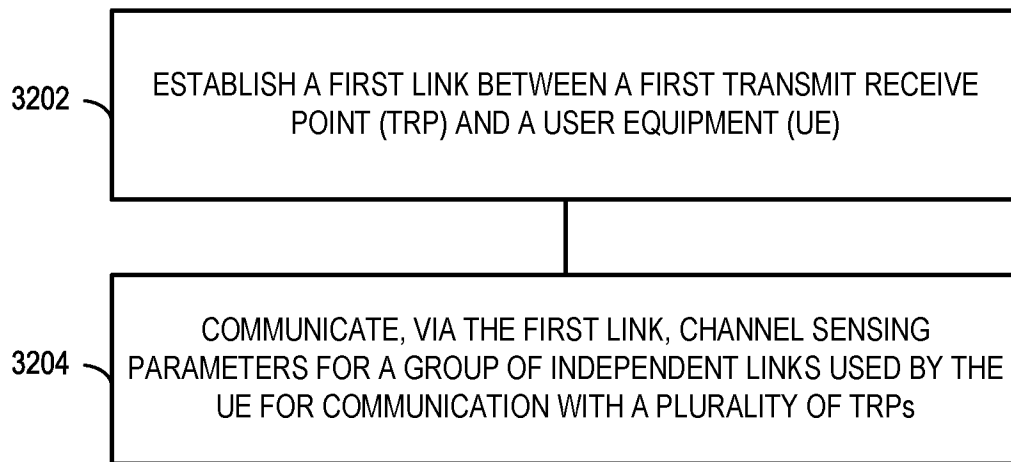 3202
ESTABLISH A FIRST LINK BETWEEN A FIRST TRANSMIT RECEIVE
POINT (TRP) AND A USER EQUIPMENT (UE)
3204
COMMUNICATE, VIA THE FIRST LINK, CHANNEL SENSING
PARAMETERS FOR A GROUP OF INDEPENDENT LINKS USED BY THE
UE FOR COMMUNICATION WITH A PLURALITY OF TRPs